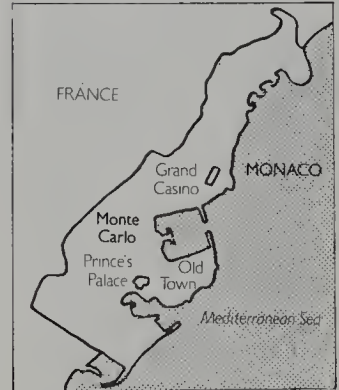 FRANCE
Grand
Casino
MONACO
Monte
Carlo
Prince's
Palace
Old
Town
Mediterranean Sea